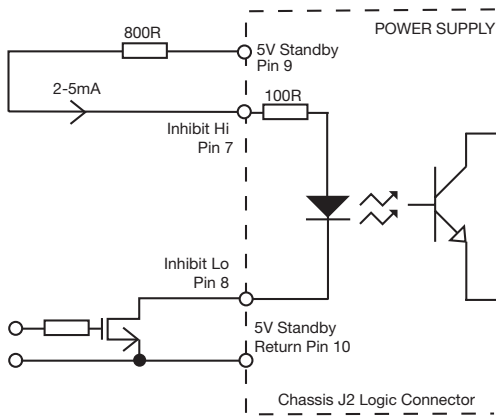 POWER SUPPLY
800R
5V Standby
Pin 9
2-5mA
100R
Inhibit Hi
Pin 7
Inhibit Lo
Pin 8
5V Standby
Return Pin 10
Chassis J2 Logic Connector